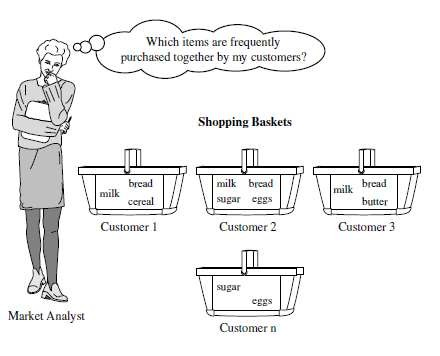 Which items are frequently
purchased together by my customers?
Shopping Baskets
milk
bread
cereal
milk bread
sugar eggs
milk
bread
butter
Customer 1
Customer 2
Customer 3
sugar
eggs
Market Analyst
Customer n